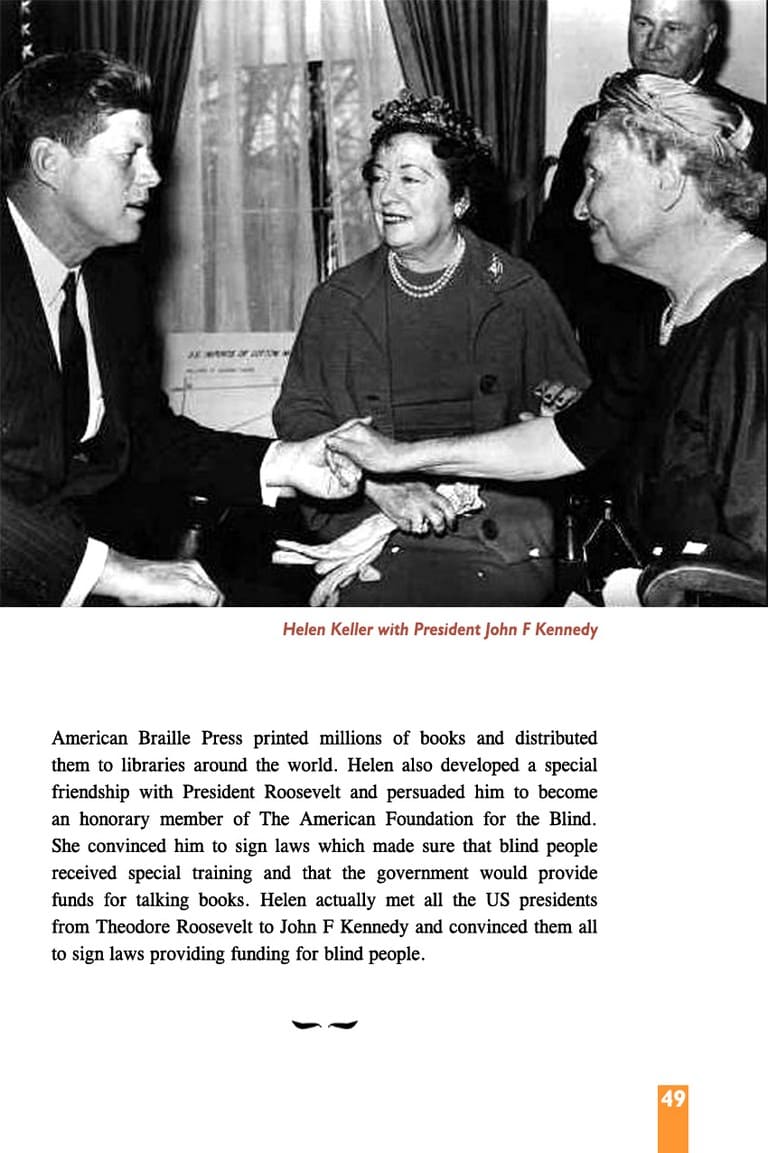 U.S. IMPORTS OF COTTON
Helen Keller with President John F Kennedy
American Braille Press printed millions of books and distributed
them to libraries around the world. Helen also developed a special
friendship with President Roosevelt and persuaded him to become
an honorary member of The American Foundation for the Blind.
She convinced him to sign laws which made sure that blind people
received special training and that the government would provide
funds for talking books. Helen actually met all the US presidents
from Theodore Roosevelt to John F Kennedy and convinced them all
to sign laws providing funding for blind people.
49